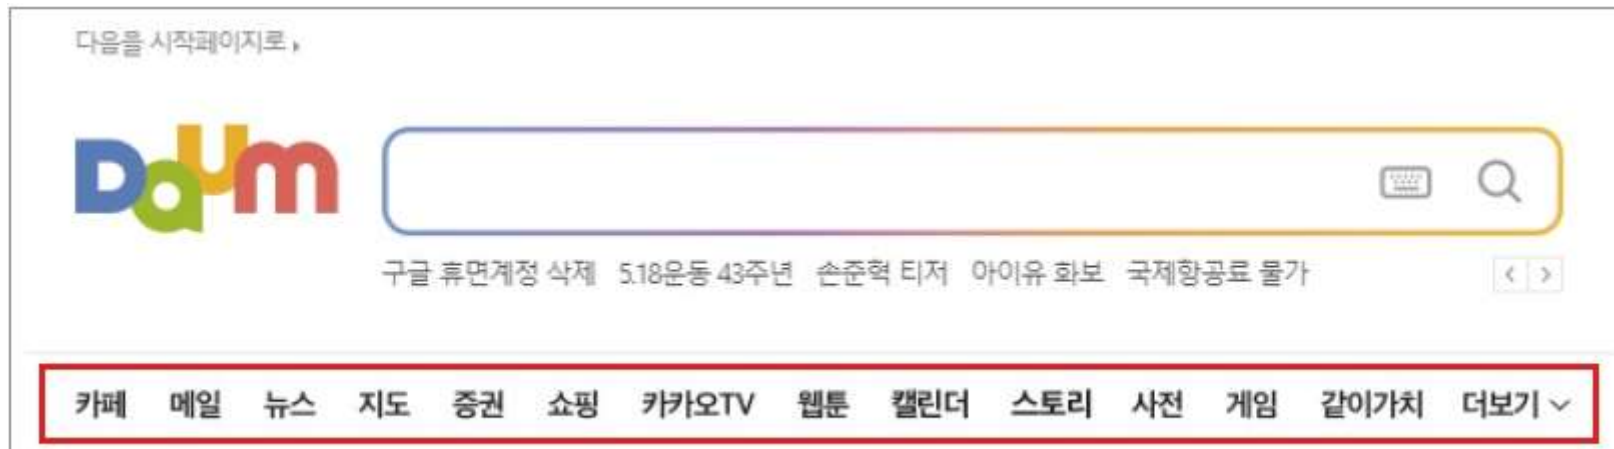 다음을 시작페이지로
Daum
구글 휴면계정 삭제 5.18운동 43주년 손준혁 티저 아이유 화보 국제항공료 물가
카페 메일 뉴스 지도 증권 쇼핑 카카오TV 웹툰 캘린더 스토리 사전 게임 같이가치 더보기